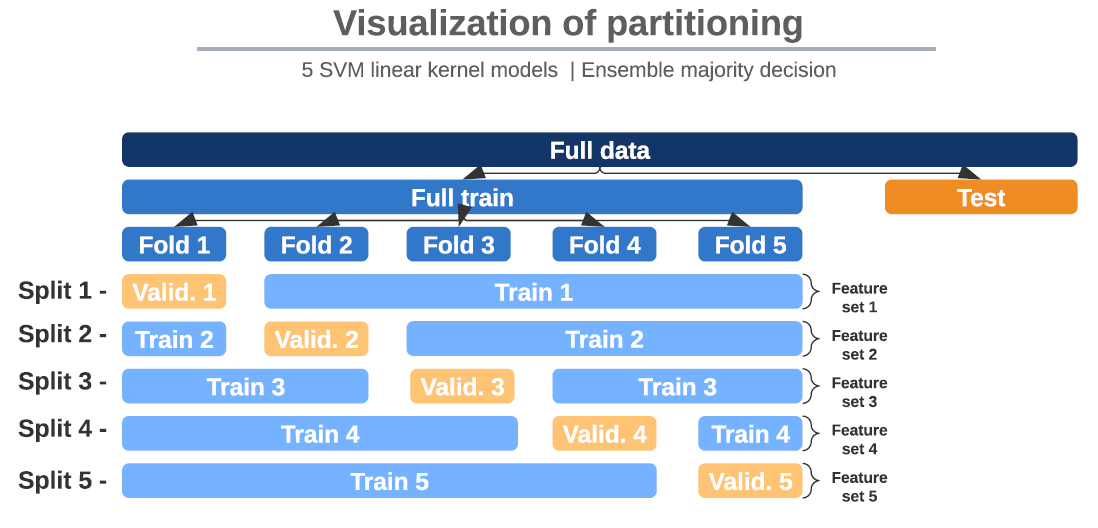 Visualization of partitioning
5 SVM linear kernel models | Ensemble majority decision
Full data
Full train
Test
Fold 1
Fold 2
Fold 3
Fold 4
Fold 5
Split 1 -
Valid. 1
Train 1
Feature
set 1
Split 2 -
Train 2
Valid. 2
Train 2
Feature
set 2
Split 3 -
Train 3
Valid. 3
Train 3
Feature
set 3
Split 4 -
Train 4
Valid. 4
Train 4
Feature
set 4
Split 5 -
Train 5
Valid. 5
Feature
set 5